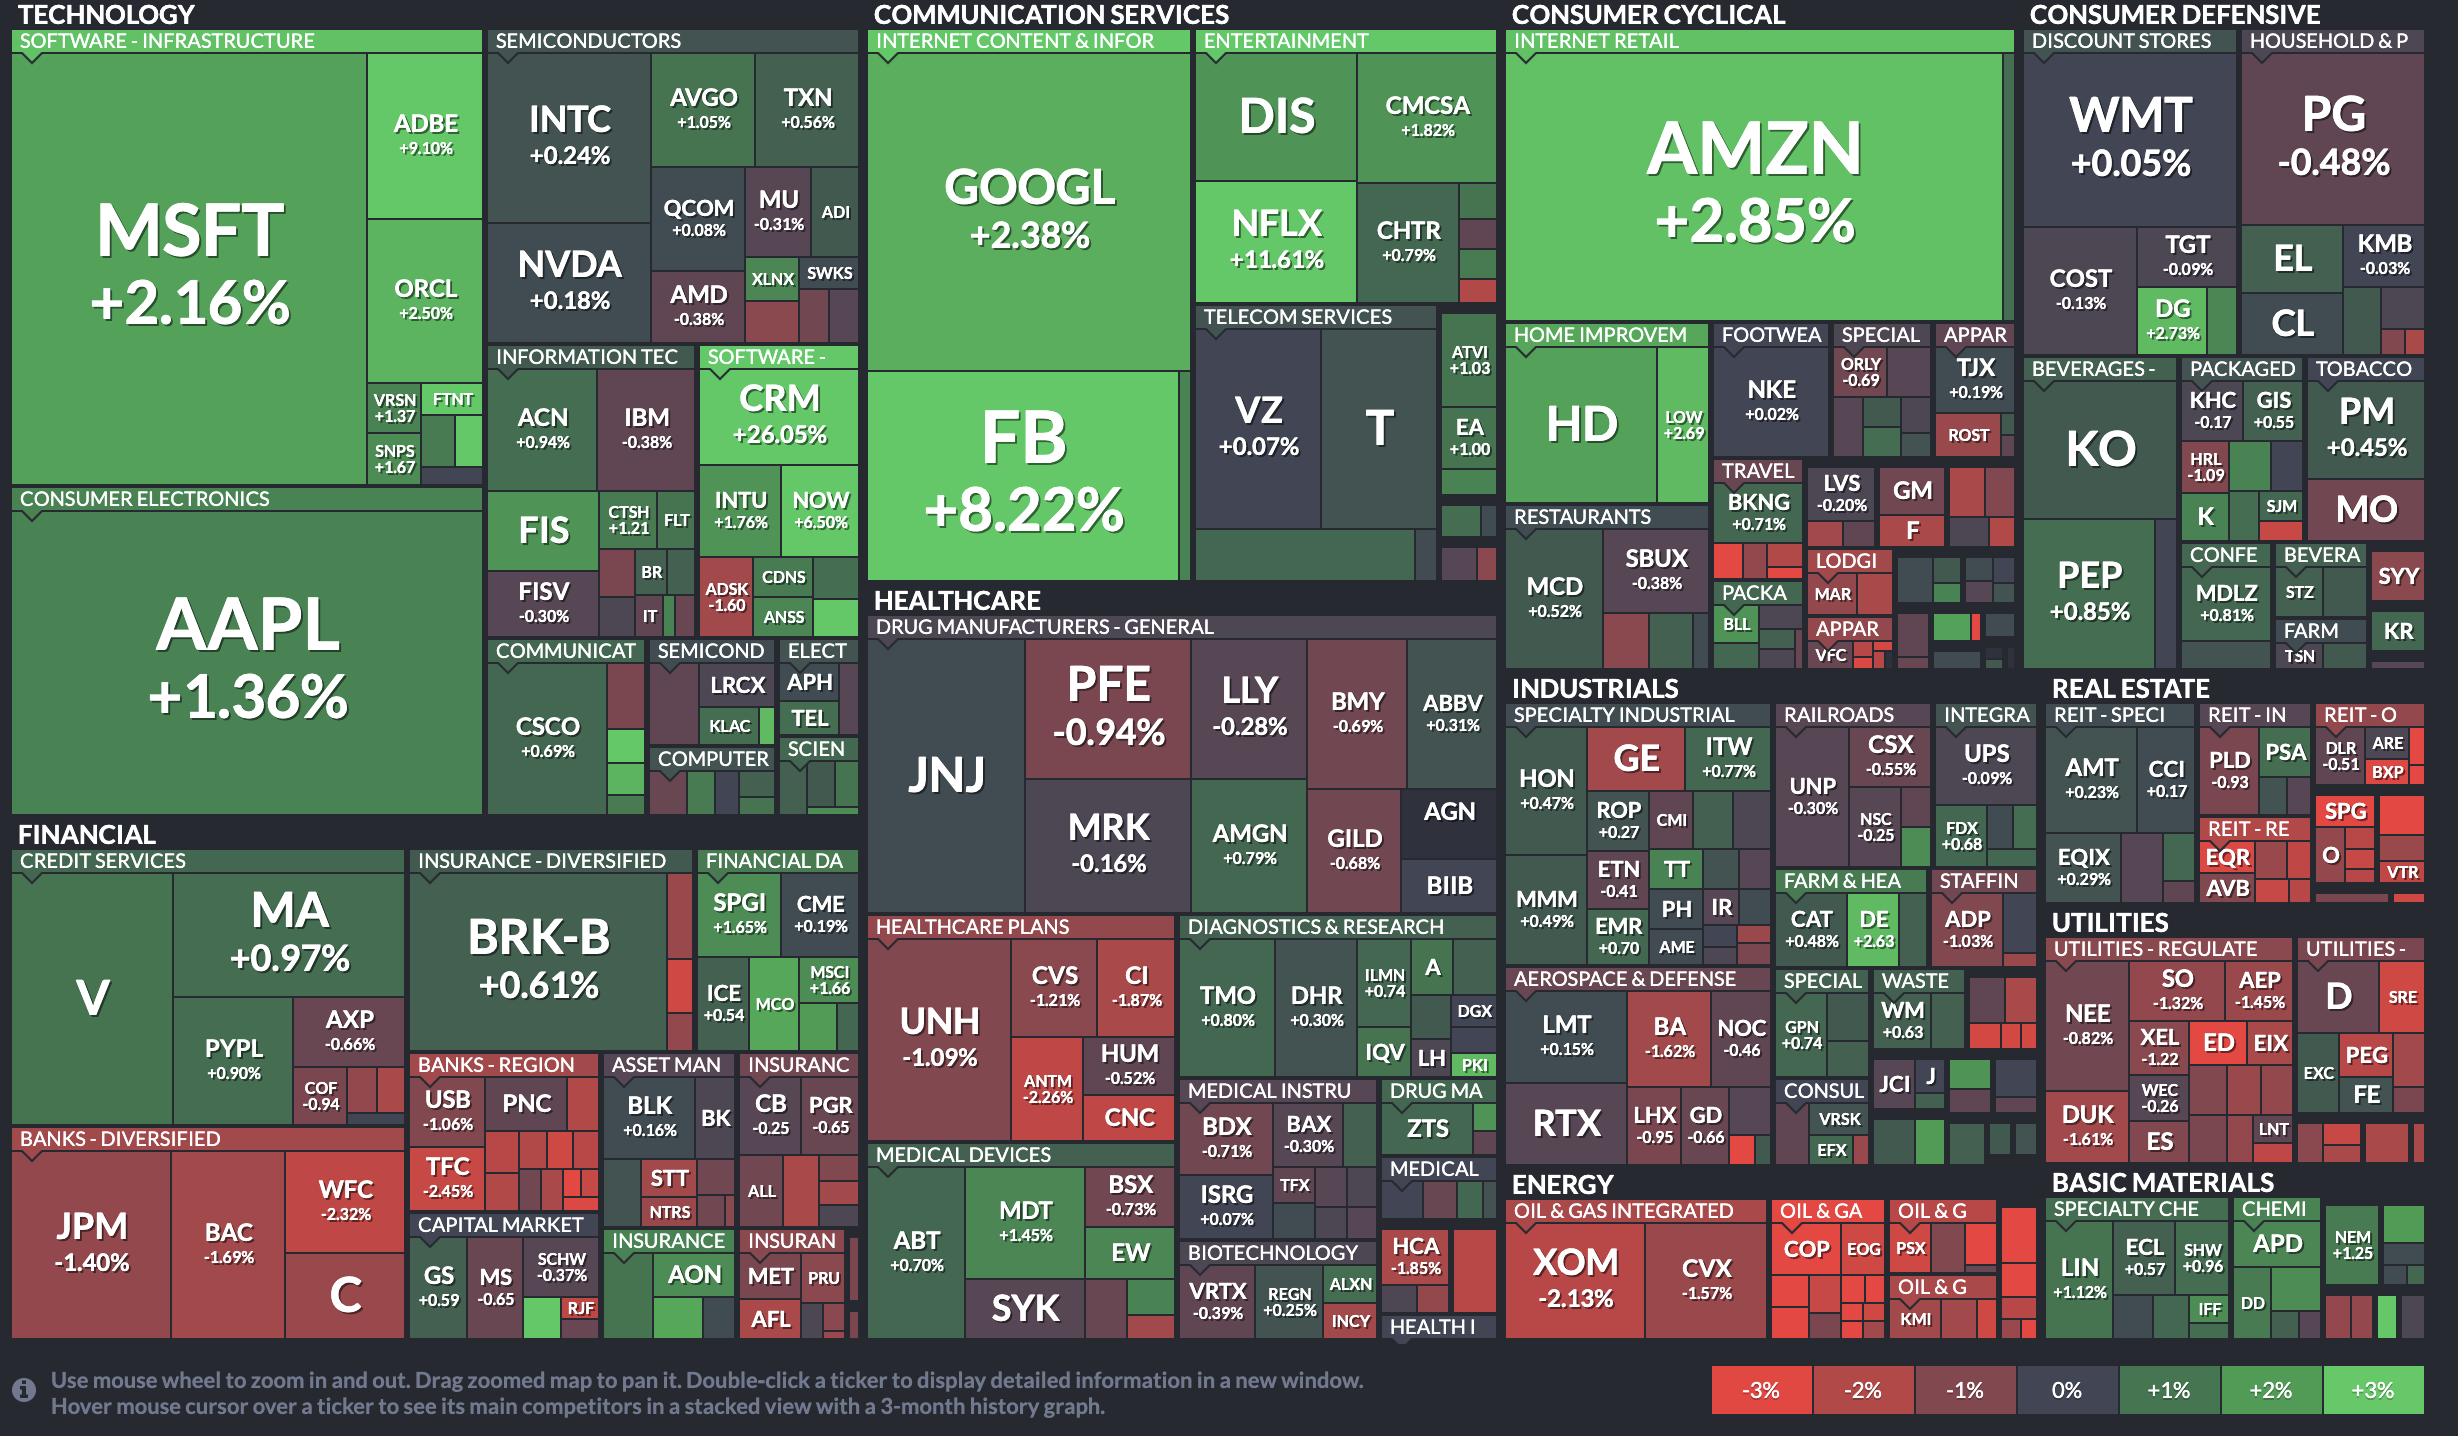 TECHNOLOGY
SOFTWARE - INFRASTRUCTURE
MSFT
+2.16%
ADBE
+9.10%
ORCL
+2.50%
VRSN
+1.37
FTNT
SNPS
+1.67
CONSUMER ELECTRONICS
AAPL
+1.36%
SEMICONDUCTORS
INTC
+0.24%
AVGO
+1.05%
TXN
+0.56%
NVDA
+0.18%
QCOM
+0.08%
MU
-0.31%
ADI
AMD
-0.38%
XLNX
SWKS
INFORMATION TEC
ACN
+0.94%
IBM
-0.38%
FIS
CTSH
+1.21
FLT
FISV
-0.30%
BR
IT
SOFTWARE -
CRM
+26.05%
INTU
+1.76%
NOW
+6.50%
ADSK
-1.60
CDNS
ANSS
COMMUNICAT
CSCO
+0.69%
SEMICOND
LRCX
KLAC
COMPUTER
ELECT
APH
TEL
SCIEN
FINANCIAL
CREDIT SERVICES
V
MA
+0.97%
PYPL
+0.90%
AXP
-0.66%
COF
-0.94
BANKS - DIVERSIFIED
JPM
-1.40%
BAC
-1.69%
WFC
-2.32%
C
INSURANCE - DIVERSIFIED
BRK-B
+0.61%
FINANCIAL DA
SPGI
+1.65%
CME
+0.19%
ICE
+0.54
MCO
MSCI
+1.66
BANKS - REGION
USB
-1.06%
PNC
TFC
-2.45%
CAPITAL MARKET
GS
+0.59
MS
-0.65
SCHW
-0.37%
RJF
ASSET MAN
BLK
+0.16%
BK
STT
NTRS
INSURANCE
AON
INSURANC
CB
-0.25
PGR
-0.65
ALL
INSURAN
MET
PRU
AFL
COMMUNICATION SERVICES
INTERNET CONTENT & INFOR
GOOGL
+2.38%
FB
+8.22%
ENTERTAINMENT
DIS
CMCSA
+1.82%
NFLX
+11.61%
CHTR
+0.79%
TELECOM SERVICES
VZ
+0.07%
T
ATVI
+1.03
EA
+1.00
HEALTHCARE
DRUG MANUFACTURERS - GENERAL
JNJ
PFE
-0.94%
LLY
-0.28%
BMY
-0.69%
ABBV
+0.31%
MRK
-0.16%
AMGN
+0.79%
GILD
-0.68%
AGN
BIIB
HEALTHCARE PLANS
UNH
-1.09%
CVS
-1.21%
CI
-1.87%
ANTM
-2.26%
HUM
-0.52%
CNC
DIAGNOSTICS & RESEARCH
TMO
+0.80%
DHR
+0.30%
ILMN
+0.74
A
DGX
IQV
LH
PKI
MEDICAL DEVICES
ABT
+0.70%
MDT
+1.45%
BSX
-0.73%
EW
SYK
MEDICAL INSTRU
BDX
-0.71%
BAX
-0.30%
ISRG
+0.07%
TFX
DRUG MA
ZTS
MEDICAL
BIOTECHNOLOGY
VRTX
-0.39%
REGN
+0.25%
ALXN
INCY
HCA
-1.85%
HEALTH I
CONSUMER CYCLICAL
INTERNET RETAIL
AMZN
+2.85%
HOME IMPROVEM
HD
LOW
+2.69
FOOTWEA
NKE
+0.02%
SPECIAL
ORLY
-0.69
APPAR
TJX
+0.19%
ROST
RESTAURANTS
MCD
+0.52%
SBUX
-0.38%
TRAVEL
BKNG
+0.71%
LVS
-0.20%
GM
F
PACKA
BLL
LODGI
MAR
APPAR
VFC
CONSUMER DEFENSIVE
DISCOUNT STORES
WMT
+0.05%
COST
-0.13%
TGT
-0.09%
DG
+2.73%
HOUSEHOLD & P
PG
-0.48%
EL
KMB
-0.03%
CL
BEVERAGES -
KO
PEP
+0.85%
PACKAGED
KHC
-0.17
GIS
+0.55
HRL
-1.09
K
SJM
TOBACCO
PM
+0.45%
MO
CONFE
MDLZ
+0.81%
BEVERA
STZ
FARM
TSN
SYY
KR
INDUSTRIALS
SPECIALTY INDUSTRIAL
HON
+0.47%
GE
ITW
+0.77%
ROP
+0.27
CMI
MMM
+0.49%
ETN
-0.41
TT
EMR
+0.70
PH
IR
AME
RAILROADS
UNP
-0.30%
CSX
-0.55%
NSC
-0.25
INTEGRA
UPS
-0.09%
FDX
+0.68
FARM & HEA
CAT
+0.48%
DE
+2.63
STAFFIN
ADP
-1.03%
AEROSPACE & DEFENSE
LMT
+0.15%
BA
-1.62%
NOC
-0.46
RTX
LHX
-0.95
GD
-0.66
SPECIAL
GPN
+0.74
WASTE
WM
+0.63
CONSUL
VRSK
EFX
JCI
J
REAL ESTATE
REIT - SPECI
AMT
+0.23%
CCI
+0.17
EQIX
+0.29%
REIT - IN
PLD
-0.93
PSA
REIT - O
DLR
-0.51
ARE
BXP
REIT - RE
EQR
AVB
SPG
O
VTR
UTILITIES
UTILITIES - REGULATE
NEE
-0.82%
SO
-1.32%
AEP
-1.45%
XEL
-1.22
ED
EIX
DUK
-1.61%
WEC
-0.26
ES
LNT
UTILITIES -
D
SRE
EXC
PEG
FE
ENERGY
OIL & GAS INTEGRATED
XOM
-2.13%
CVX
-1.57%
OIL & GA
COP
EOG
OIL & G
PSX
OIL & G
KMI
BASIC MATERIALS
SPECIALTY CHE
LIN
+1.12%
ECL
+0.57
SHW
+0.96
IFF
CHEMI
APD
DD
NEM
+1.25
Use mouse wheel to zoom in and out. Drag zoomed map to pan it. Double-click a ticker to display detailed information in a new window.
Hover mouse cursor over a ticker to see its main competitors in a stacked view with a 3-month history graph.
-3% -2% -1% 0% +1% +2% +3%